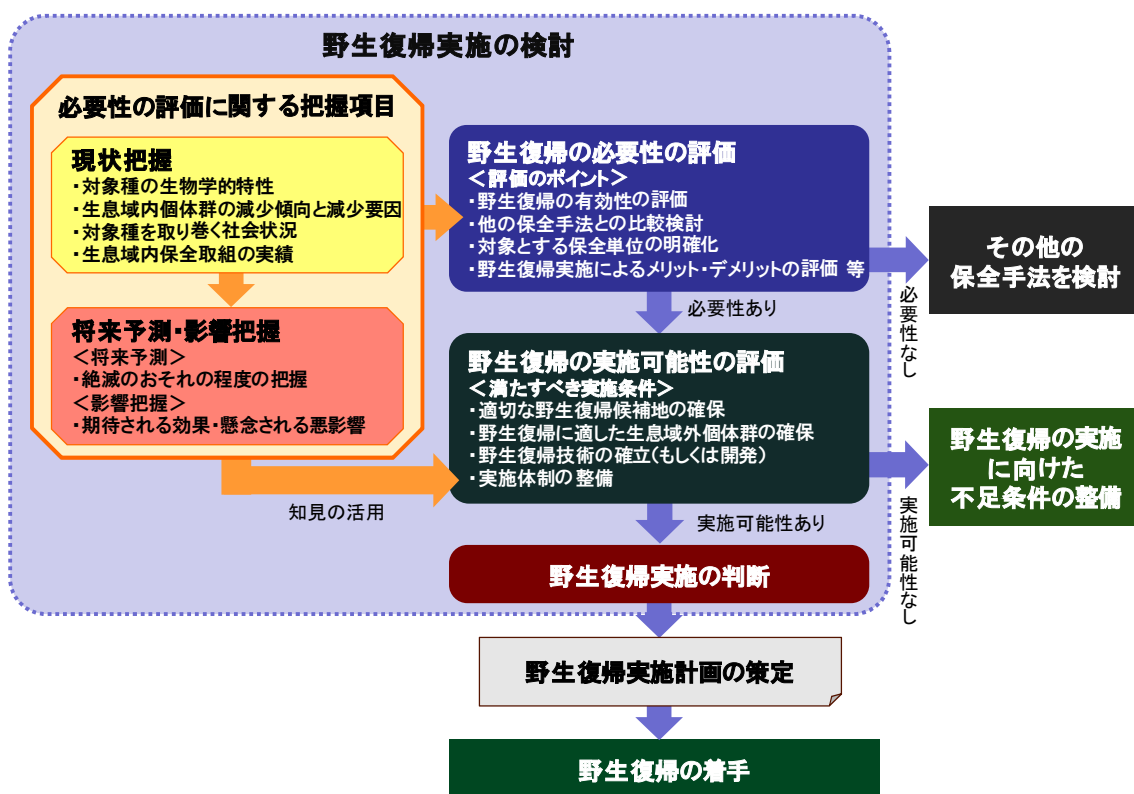 野生復帰実施の検討
必要性の評価に関する把握項目
現状把握
・対象種の生物学的特性
・生息域内個体群の減少傾向と減少要因
・対象種を取り巻く社会状況
・生息域内保全取組の実績
将来予測・影響把握
＜将来予測＞
・絶滅のおそれの程度の把握
＜影響把握＞
・期待される効果・懸念される悪影響
知見の活用
野生復帰の必要性の評価
＜評価のポイント＞
・野生復帰の有効性の評価
・他の保全手法との比較検討
・対象とする保全単位の明確化
・野生復帰実施によるメリット・デメリットの評価 等
必要性あり
必要性なし
その他の
保全手法を検討
野生復帰の実施可能性の評価
＜満たすべき実施条件＞
・適切な野生復帰候補地の確保
・野生復帰に適した生息域外個体群の確保
・野生復帰技術の確立(もしくは開発)
・実施体制の整備
実施可能性あり
実施可能性なし
野生復帰の実施
に向けた
不足条件の整備
野生復帰実施の判断
野生復帰実施計画の策定
野生復帰の着手